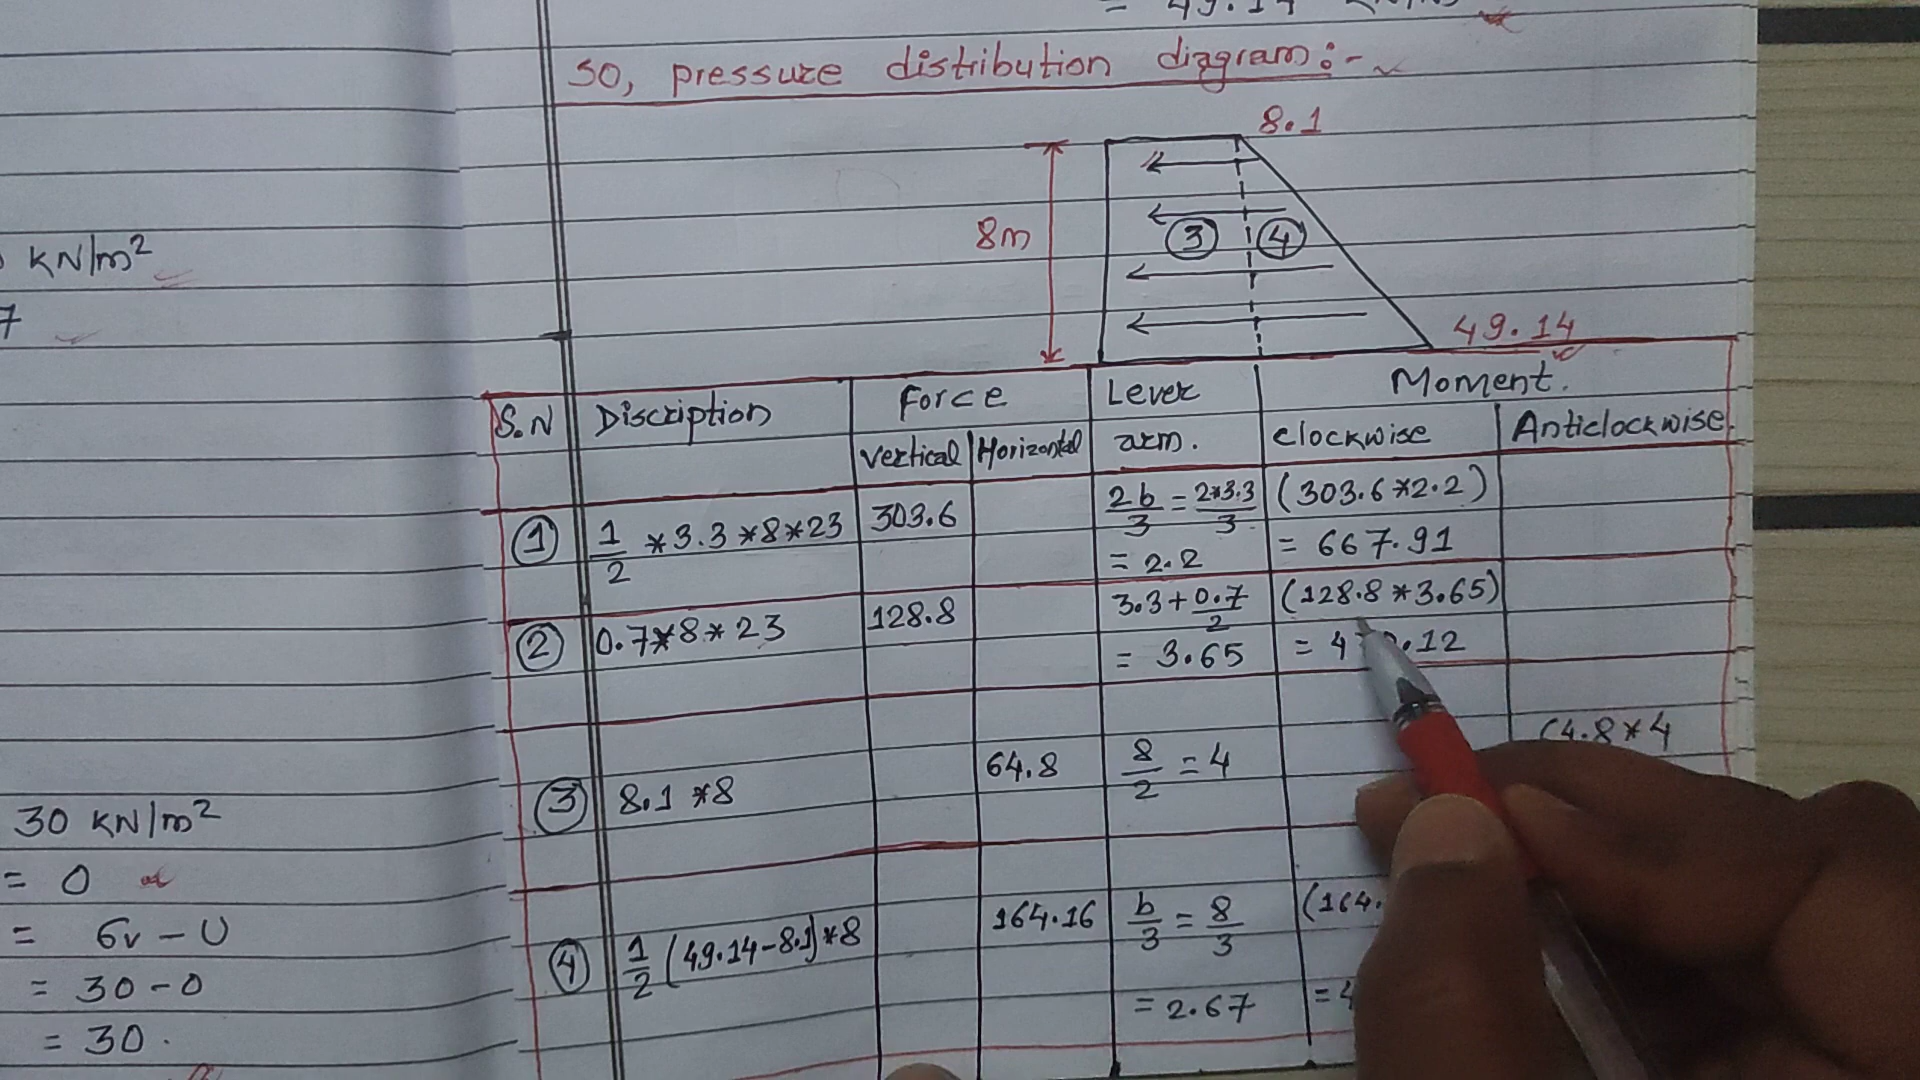 = 49.14
SO, pressure distribution diagram:-
8.1
8m
3 4
49.14
KN/m²
7
S.N Discription Force Lever arm. Moment.
Vertical Horizontal Clockwise Anticlockwise
1 1/2 *3.3*8*23 303.6 2b/3 = 2*3.3/3 = 2.2 (303.6*2.2) = 667.91
2 0.7*8*23 128.8 3.3+0.7/2 = 3.65 (128.8*3.65)
3 8.1*8 64.8 8/2 = 4 4.8*4
4 1/2 (49.14-8.1)*8 164.16 b/3 = 8/3 = 2.67 (164.
30 KN/m²
= 0
= 6v - U
= 30-0
= 30.